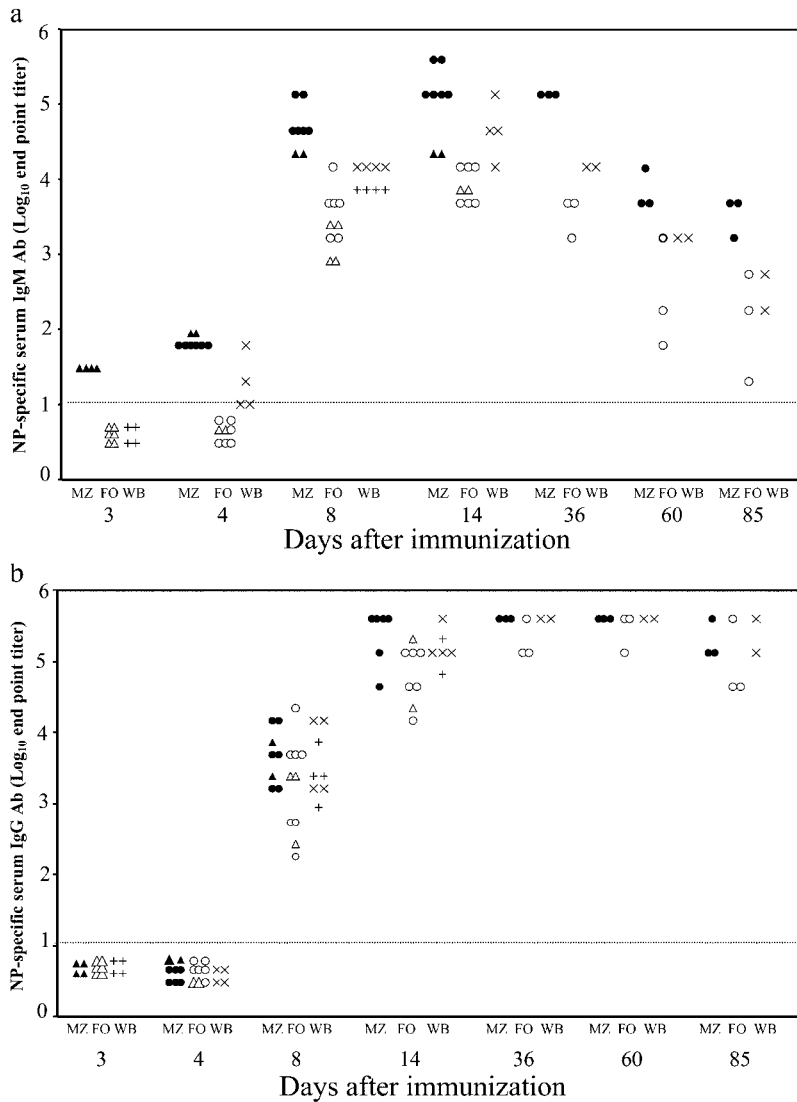 a
NP-specific serum IgM Ab (Log₁₀ end point titer)
6
5
4
3
2
1
0
MZ FO WB MZ FO WB MZ FO WB MZ FO WB MZ FO WB MZ FO WB MZ FO WB
3 4 8 14 36 60 85
Days after immunization
b
NP-specific serum IgG Ab (Log₁₀ end point titer)
6
5
4
3
2
1
0
MZ FO WB MZ FO WB MZ FO WB MZ FO WB MZ FO WB MZ FO WB MZ FO WB
3 4 8 14 36 60 85
Days after immunization